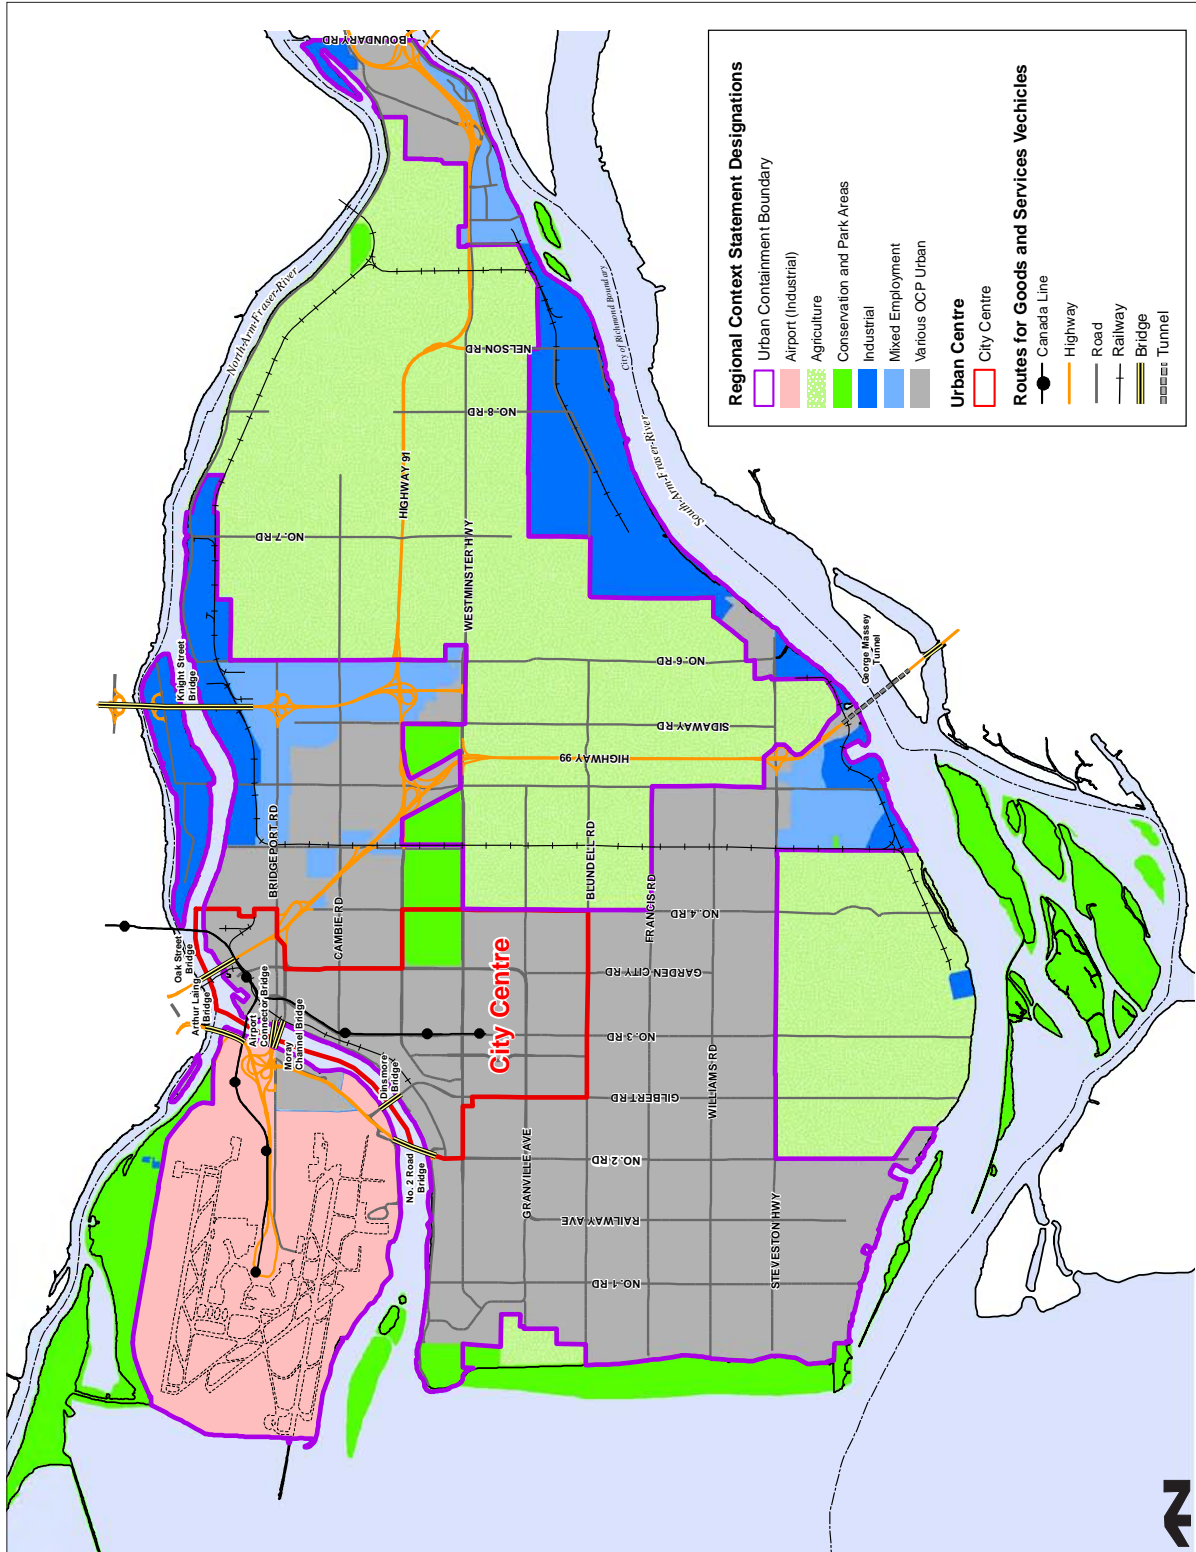 Regional Context Statement Designations
Urban Containment Boundary
Airport (Industrial)
Agriculture
Conservation and Park Areas
Industrial
Mixed Employment
Various OCP Urban
Urban Centre
City Centre
Routes for Goods and Services Vechicles
Canada Line
Highway
Road
Railway
Bridge
Tunnel
BOUNDARY RD
North-Arm-Fraser-River
City of Richmond Boundary
South-Arm-Fraser-River
NELSON RD
NO. 8 RD
HIGHWAY 91
NO. 7 RD
WESTMINSTER HWY
Knight Street
Bridge
NO. 6 RD
George Massey
Tunnel
SIDAWAY RD
HIGHWAY 99
BRIDGEPORT RD
BLUNDELL RD
CAMBIE RD
FRANCIS RD
NO. 4 RD
Oak Street
Bridge
Arthur Laing
Bridge
Airport
Connector Bridge
Moray
Channel Bridge
City Centre
GARDEN CITY RD
NO. 3 RD
Dinsmore
Bridge
GILBERT RD
WILLIAMS RD
No. 2 Road
Bridge
GRANVILLE AVE
NO. 2 RD
RAILWAY AVE
STEVESTON HWY
NO. 1 RD
N